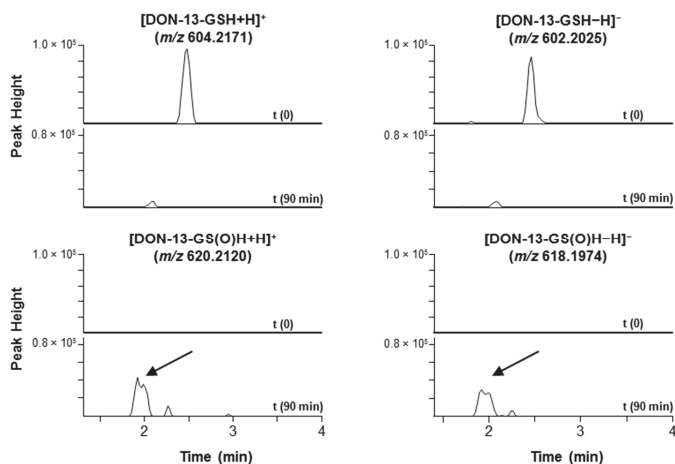 [DON-13-GSH+H]⁺
(m/z 604.2171)
1.0 × 10⁵
t (0)
0.8 × 10⁵
t (90 min)
Peak Height
[DON-13-GSH−H]⁻
(m/z 602.2025)
1.0 × 10⁵
t (0)
0.8 × 10⁵
t (90 min)
[DON-13-GS(O)H+H]⁺
(m/z 620.2120)
1.0 × 10⁵
t (0)
0.8 × 10⁵
t (90 min)
Peak Height
2 3 4
Time (min)
[DON-13-GS(O)H−H]⁻
(m/z 618.1974)
1.0 × 10⁵
t (0)
0.8 × 10⁵
t (90 min)
2 3 4
Time (min)